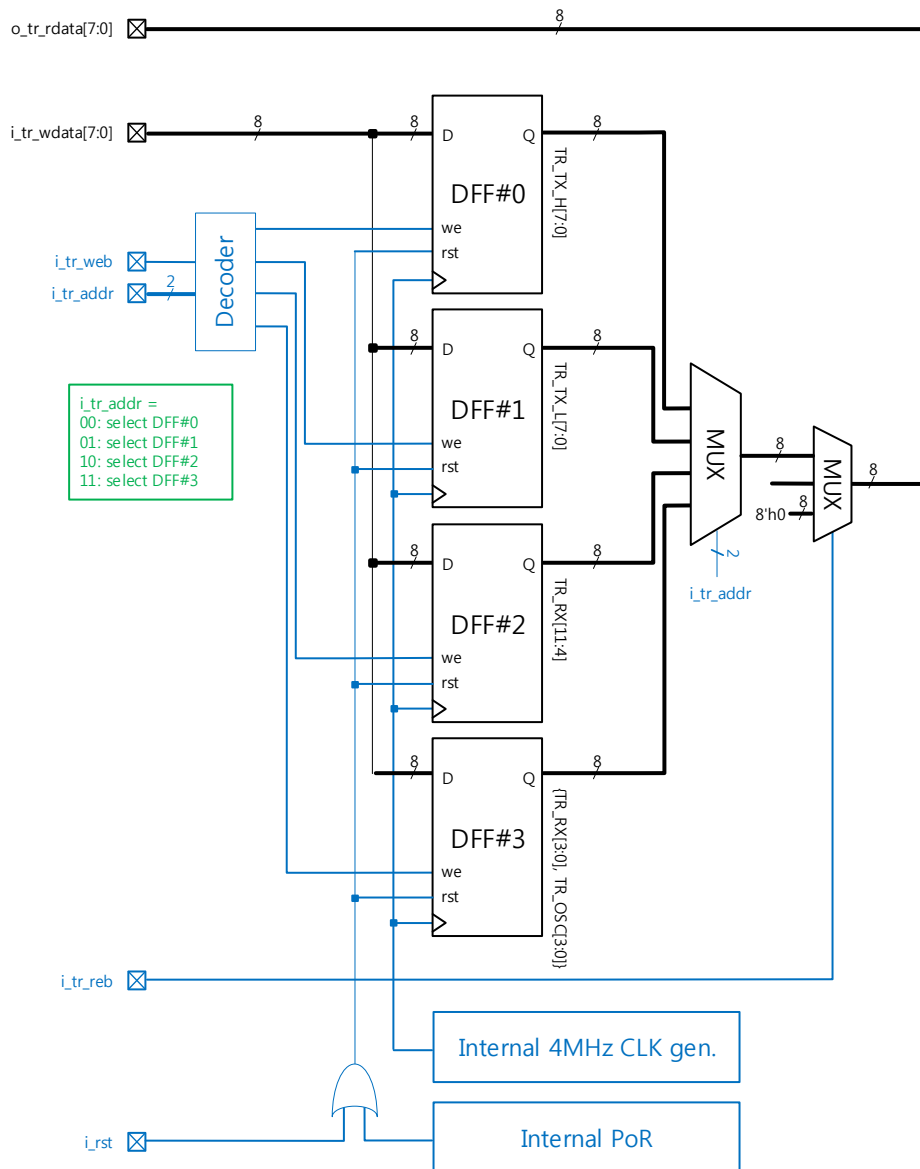 o_tr_rdata[7:0]
8
i_tr_wdata[7:0]
8
8
D
Q
8
DFF#0
we
rst
TR_TX_H[7:0]
i_tr_web
i_tr_addr
2
Decoder
i_tr_addr =
00: select DFF#0
01: select DFF#1
10: select DFF#2
11: select DFF#3
8
D
Q
8
DFF#1
we
rst
TR_TX_L[7:0]
MUX
2
i_tr_addr
8
8
8'h0
MUX
8
8
D
Q
8
DFF#2
we
rst
TR_RX[11:4]
8
D
Q
8
DFF#3
we
rst
{TR_RX[3:0], TR_OSC[3:0]}
i_tr_reb
Internal 4MHz CLK gen.
i_rst
Internal PoR